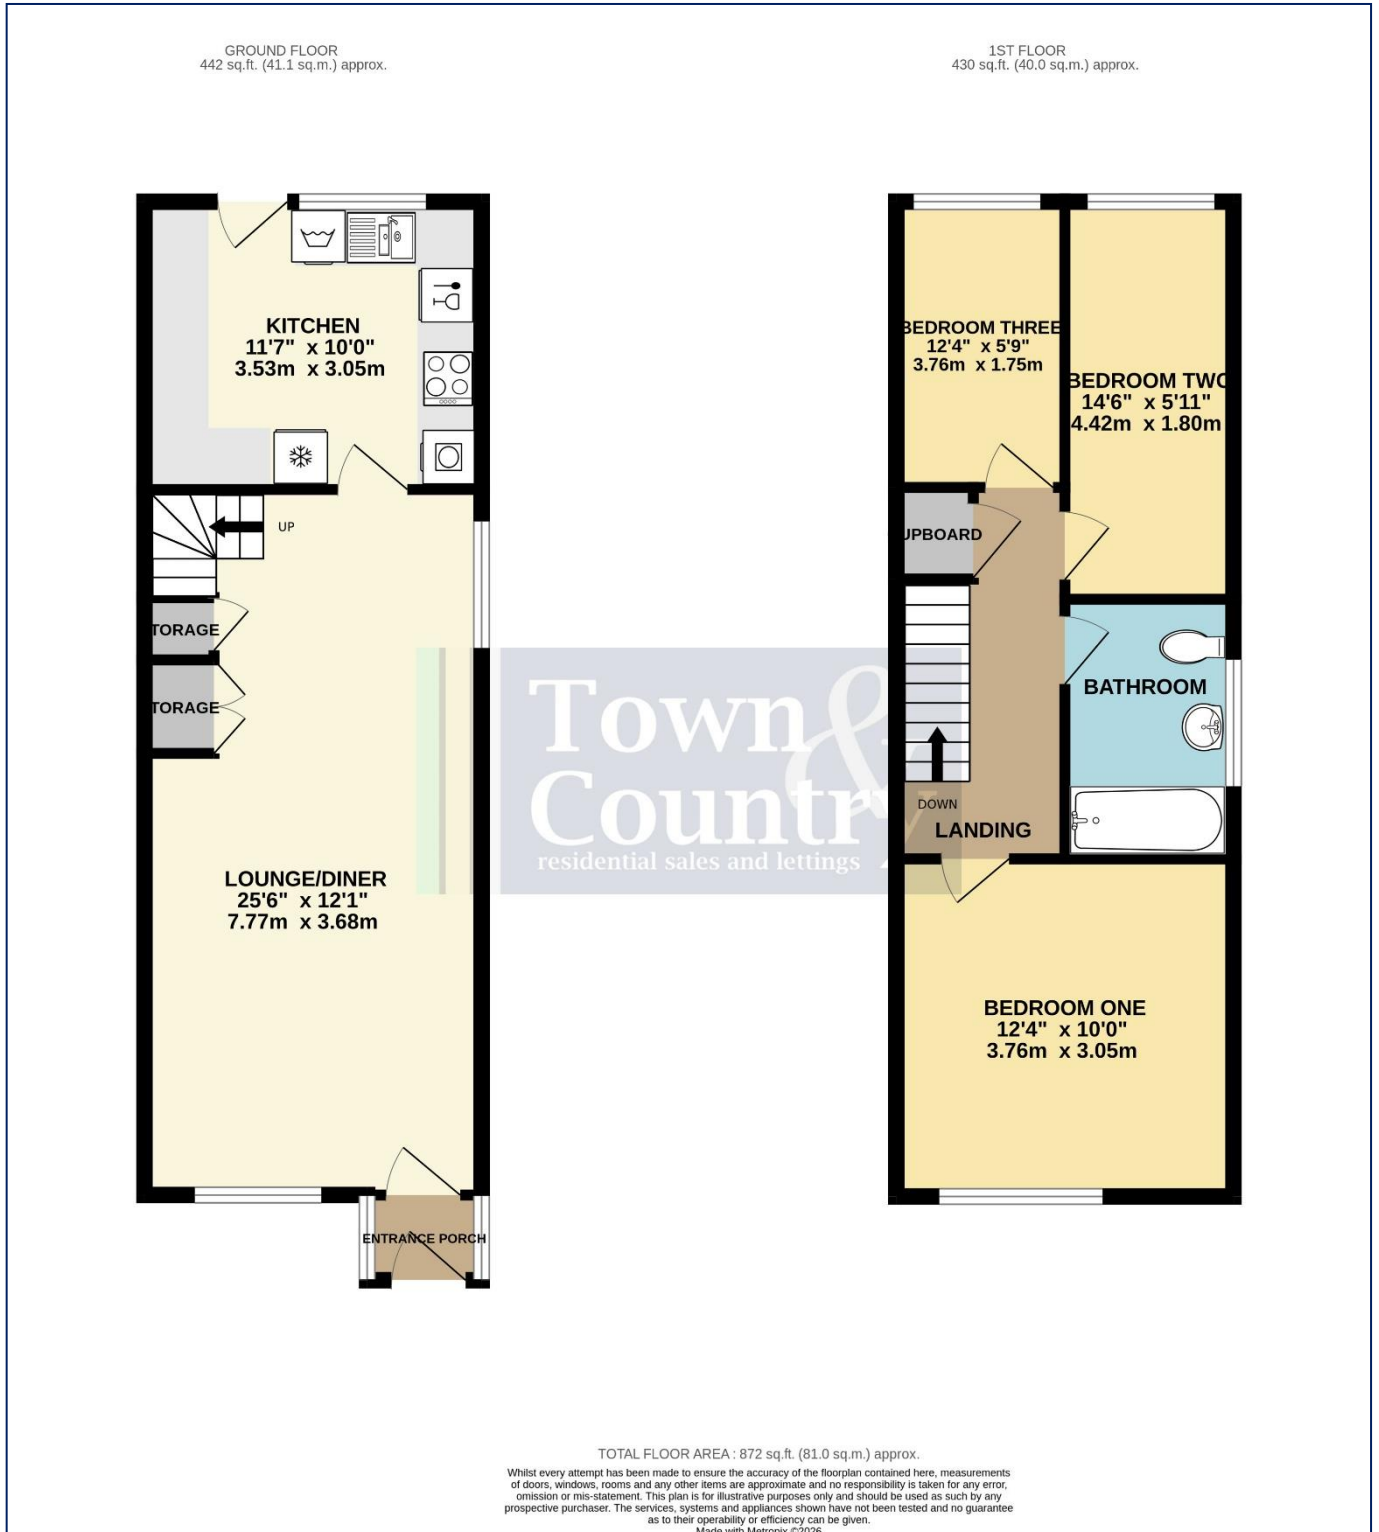 GROUND FLOOR
442 sq.ft. (41.1 sq.m.) approx.
1ST FLOOR
430 sq.ft. (40.0 sq.m.) approx.
KITCHEN
11'7" x 10'0"
3.53m x 3.05m
UP
TORAGE
TORAGE
LOUNGE/DINER
25'6" x 12'1"
7.77m x 3.68m
ENTRANCE PORCH
BEDROOM THREE
12'4" x 5'9"
3.76m x 1.75m
BEDROOM TWO
14'6" x 5'11"
4.42m x 1.80m
UPBOARD
BATHROOM
DOWN
LANDING
BEDROOM ONE
12'4" x 10'0"
3.76m x 3.05m
Town &
Country
residential sales and lettings
TOTAL FLOOR AREA : 872 sq.ft. (81.0 sq.m.) approx.
Whilst every attempt has been made to ensure the accuracy of the floorplan contained here, measurements
of doors, windows, rooms and any other items are approximate and no responsibility is taken for any error,
omission or mis-statement. This plan is for illustrative purposes only and should be used as such by any
prospective purchaser. The services, systems and appliances shown have not been tested and no guarantee
as to their operability or efficiency can be given.
Made with Metropix ©2026